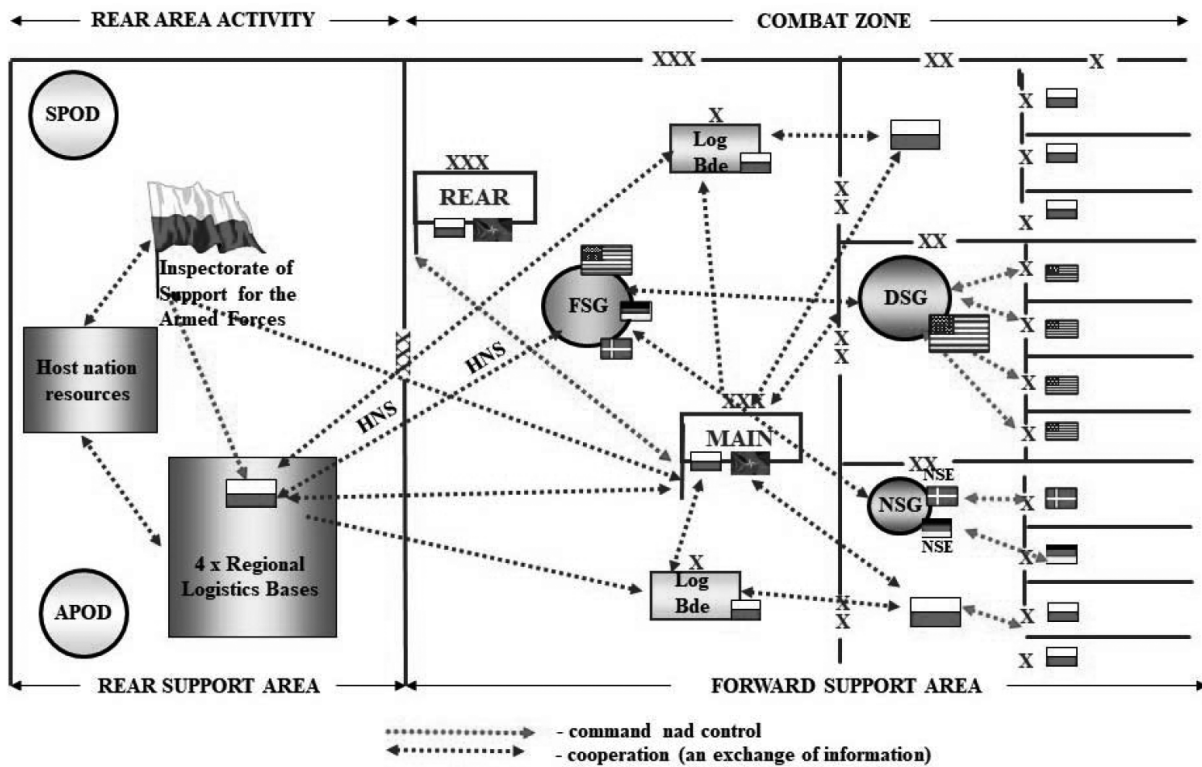 REAR AREA ACTIVITY
COMBAT ZONE
XXX
XX
X
SPOD
X
Log
Bde
X
X
XXX
REAR
X
X
X
X
Inspectorate of
Support for the
Armed Forces
FSG
XX
DSG
X
X
X
X
X
X
Host nation
resources
XXX
HNS
HNS
XXX
MAIN
XX
NSE
NSG
NSE
X
X
4 x Regional
Logistics Bases
X
Log
Bde
X
X
X
X
APOD
REAR SUPPORT AREA
FORWARD SUPPORT AREA
- command nad control
- cooperation (an exchange of information)